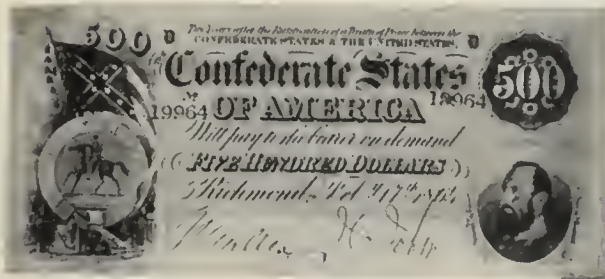 500 D Two Years after the Ratification of a Treaty of Peace between the D
CONFEDERATE STATES & THE UNITED STATES,
Confederate States
500
19964 OF AMERICA 19964
Will pay to the bearer on demand
FIVE HUNDRED DOLLARS
Richmond, Feb 17th